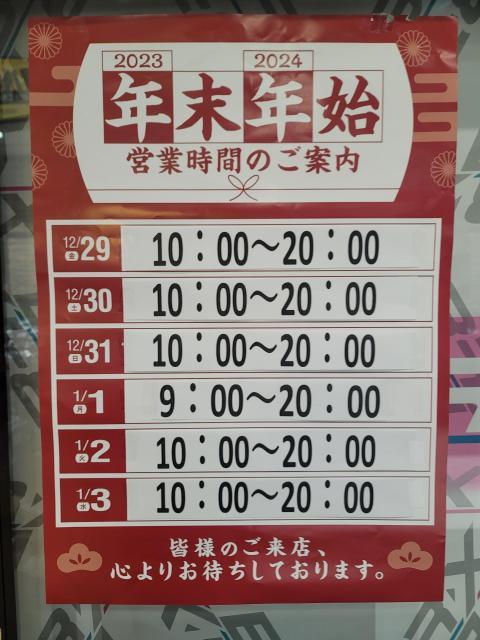 2023 2024
年末年始
営業時間のご案内
12/29 金 10：00～20：00
12/30 土 10：00～20：00
12/31 日 10：00～20：00
1/1 月 9：00～20：00
1/2 火 10：00～20：00
1/3 水 10：00～20：00
皆様のご来店、
心よりお待ちしております。